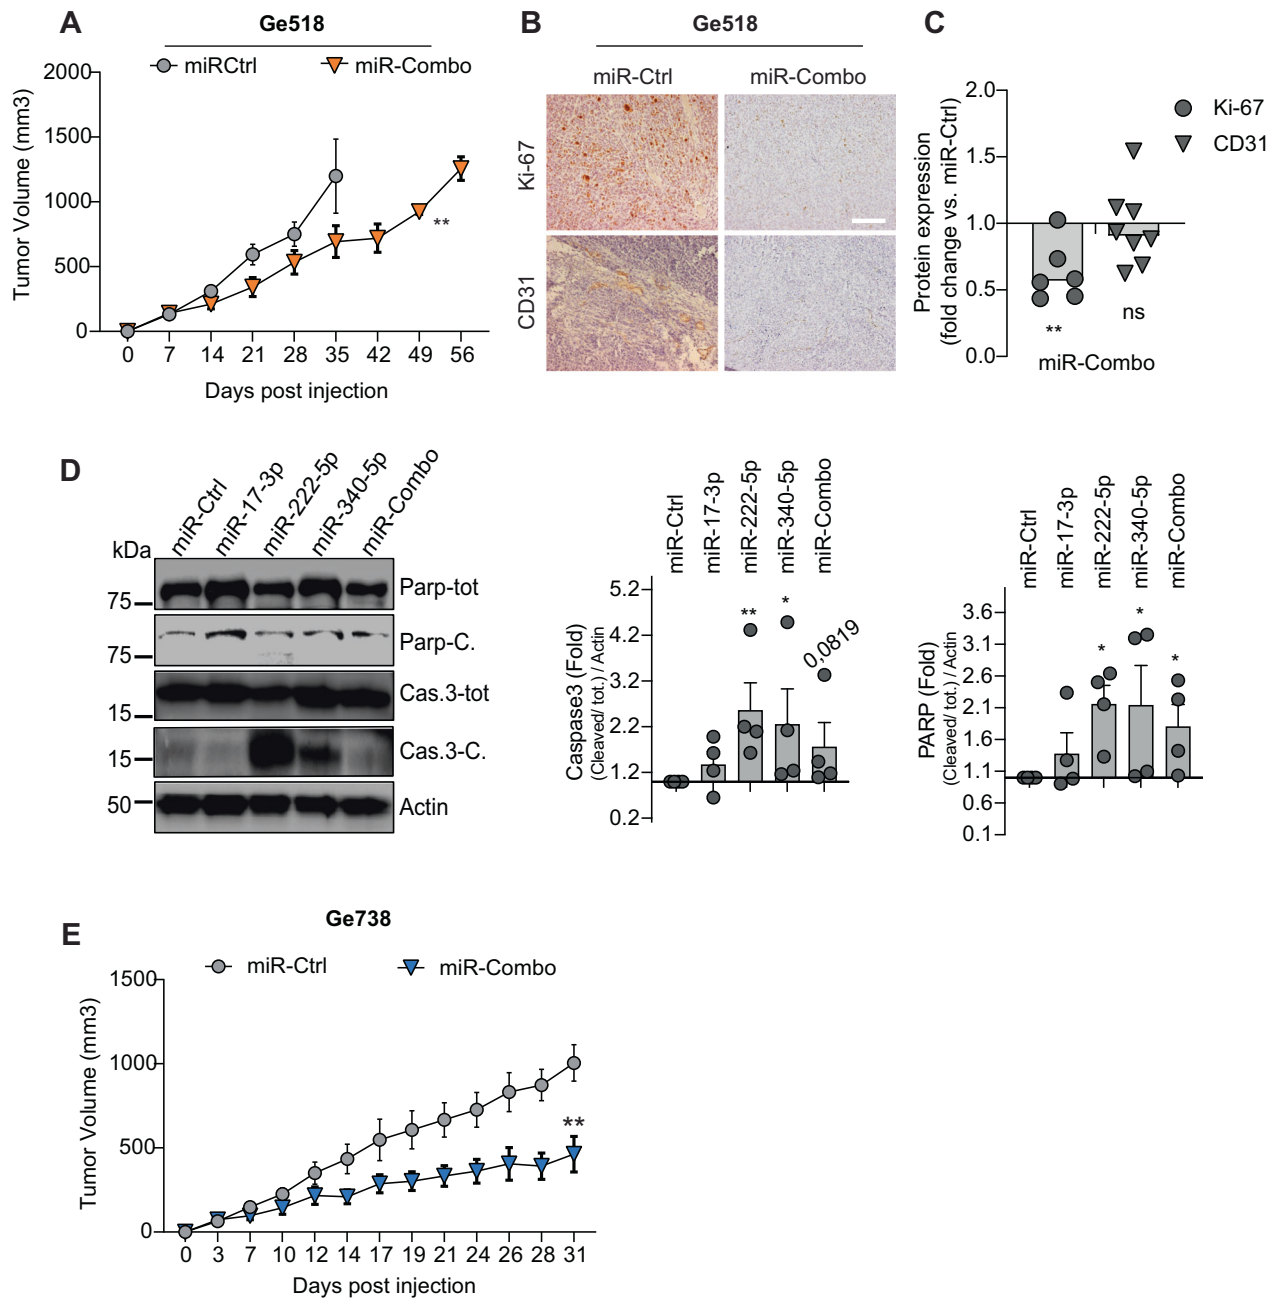 A
Ge518
miRCtrl
miR-Combo
Tumor Volume (mm3)
2000
1500
1000
500
0
0 7 14 21 28 35 42 49 56
**
Days post injection
B
Ge518
miR-Ctrl miR-Combo
Ki-67
CD31
C
Protein expression
(fold change vs. miR-Ctrl)
2.0
1.5
1.0
0.5
0.0
Ki-67
CD31
**
ns
miR-Combo
D
miR-Ctrl
miR-17-3p
miR-222-5p
miR-340-5p
miR-Combo
kDa
75
Parp-tot
75
Parp-C.
15
Cas.3-tot
15
Cas.3-C.
50
Actin
miR-Ctrl
miR-17-3p
miR-222-5p
miR-340-5p
miR-Combo
Caspase3 (Fold)
(Cleaved/ tot.) / Actin
5.2
4.2
3.2
2.2
1.2
0.2
**
*
0,0819
miR-Ctrl
miR-17-3p
miR-222-5p
miR-340-5p
miR-Combo
PARP (Fold)
(Cleaved/ tot.) / Actin
3.6
3.1
2.6
2.1
1.6
1.1
0.6
0.1
*
*
*
E
Ge738
miR-Ctrl
miR-Combo
Tumor Volume (mm3)
1500
1000
500
0
**
0 3 7 10 12 14 17 19 21 24 26 28 31
Days post injection